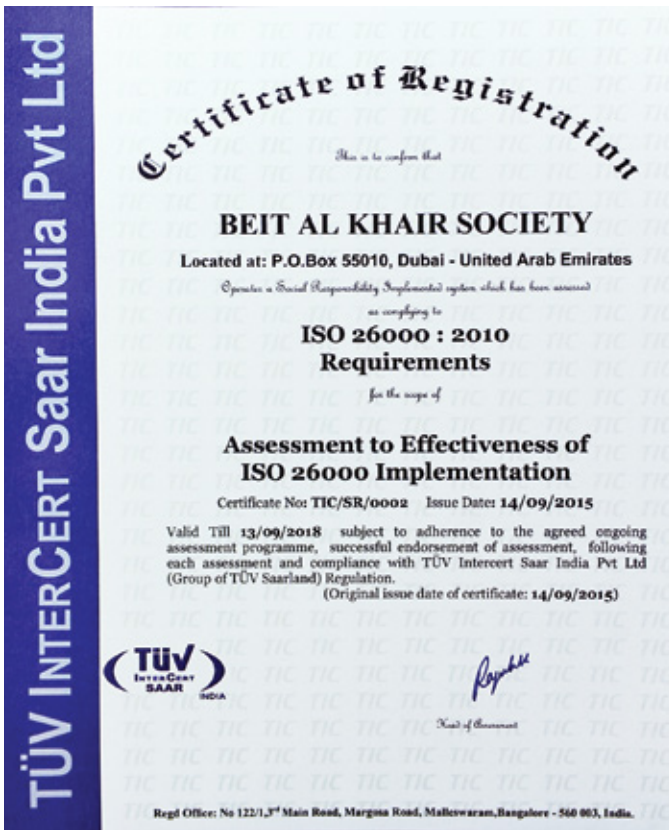 TÜV INTERCERT Saar India Pvt Ltd
Certificate of Registration
This is to confirm that
BEIT AL KHAIR SOCIETY
Located at: P.O.Box 55010, Dubai - United Arab Emirates
Operates a Social Responsibility Implemented system which has been assessed
as complying to
ISO 26000 : 2010
Requirements
for the scope of
Assessment to Effectiveness of
ISO 26000 Implementation
Certificate No: TIC/SR/0002 Issue Date: 14/09/2015
Valid Till 13/09/2018 subject to adherence to the agreed ongoing
assessment programme, successful endorsement of assessment, following
each assessment and compliance with TÜV Intercert Saar India Pvt Ltd
(Group of TÜV Saarland) Regulation.
(Original issue date of certificate: 14/09/2015)
TÜV
INTERCERT
SAAR
INDIA
Head of Assessment
Regd Office: No 122/1,3rd Main Road, Margosa Road, Malleswaram,Bangalore - 560 003, India.